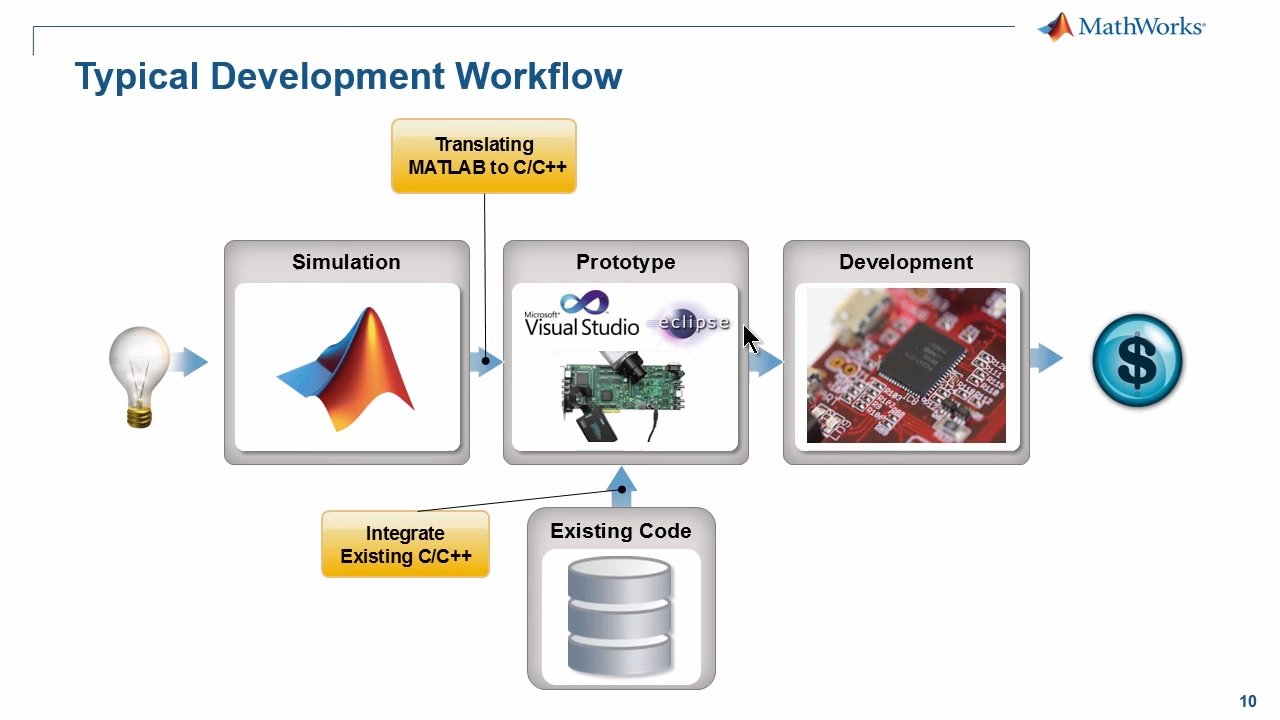 MathWorks®
Typical Development Workflow
Translating
MATLAB to C/C++
Simulation
Prototype
Development
Microsoft®
Visual Studio
eclipse
$
Integrate
Existing C/C++
Existing Code
10